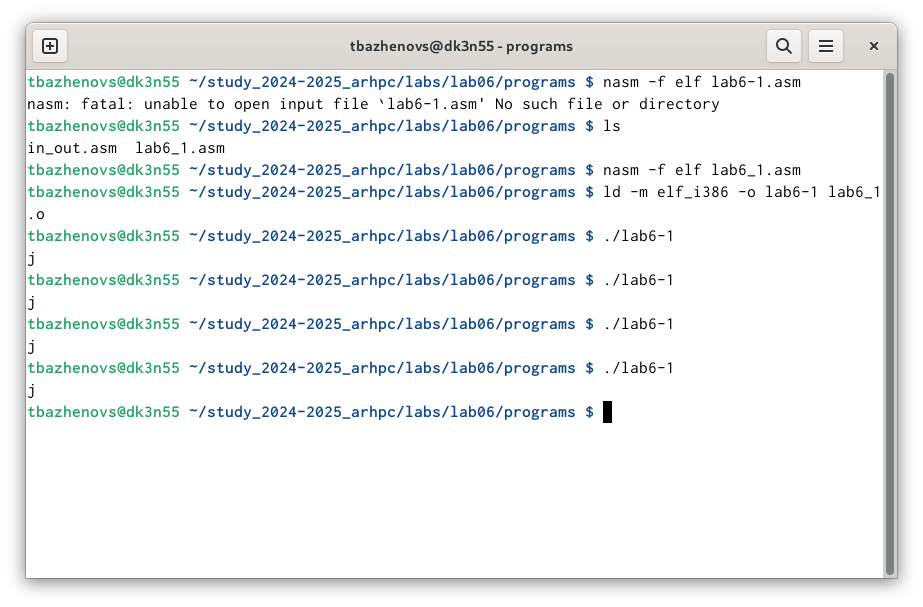 tbazhenovs@dk3n55 - programs
tbazhenovs@dk3n55 ~/study_2024-2025_arhpc/labs/lab06/programs $ nasm -f elf lab6-1.asm
nasm: fatal: unable to open input file `lab6-1.asm' No such file or directory
tbazhenovs@dk3n55 ~/study_2024-2025_arhpc/labs/lab06/programs $ ls
in_out.asm  lab6_1.asm
tbazhenovs@dk3n55 ~/study_2024-2025_arhpc/labs/lab06/programs $ nasm -f elf lab6_1.asm
tbazhenovs@dk3n55 ~/study_2024-2025_arhpc/labs/lab06/programs $ ld -m elf_i386 -o lab6-1 lab6_1
.o
tbazhenovs@dk3n55 ~/study_2024-2025_arhpc/labs/lab06/programs $ ./lab6-1
j
tbazhenovs@dk3n55 ~/study_2024-2025_arhpc/labs/lab06/programs $ ./lab6-1
j
tbazhenovs@dk3n55 ~/study_2024-2025_arhpc/labs/lab06/programs $ ./lab6-1
j
tbazhenovs@dk3n55 ~/study_2024-2025_arhpc/labs/lab06/programs $ ./lab6-1
j
tbazhenovs@dk3n55 ~/study_2024-2025_arhpc/labs/lab06/programs $